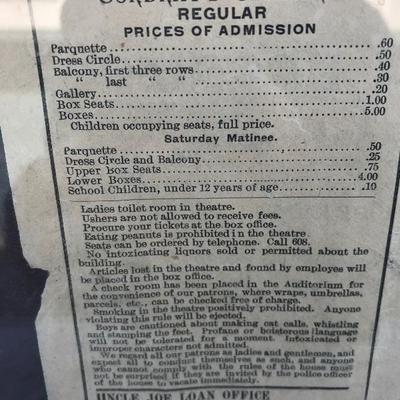 REGULAR
PRICES OF ADMISSION
Parquette .60
Dress Circle .50
Balcony, first three rows .40
" last " " .30
Gallery .20
Box Seats 1.00
Boxes 5.00
Children occupying seats, full price.
Saturday Matinee.
Parquette .50
Dress Circle and Balcony .25
Upper box Seats .75
Lower Boxes 4.00
School Children, under 12 years of age .10
Ladies toilet room in theatre.
Ushers are not allowed to receive fees.
Procure your tickets at the box office.
Eating peanuts is prohibited in the theatre.
Seats can be ordered by telephone. Call 608.
No intoxicating liquors sold or permitted about the
building.
Articles lost in the theatre and found by employee will
be placed in the box office.
A check room has been placed in the Auditorium for
the convenience of our patrons, where wraps, umbrellas,
parcels, etc., can be checked free of charge.
Smoking in the theatre positively prohibited. Anyone
violating this rule will be ejected.
Boys are cautioned about making cat calls, whistling
and stamping the feet. Profane or boisterous language
will not be tolerated for a moment. Intoxicated or
improper characters not admitted.
We regard all our patrons as ladies and gentlemen, and
expect all to conduct themselves as such, and anyone
who cannot comply with the rules of the house must
not be surprised if they are invited by the police officer
of the house to vacate immediately.
UNCLE JOE LOAN OFFICE